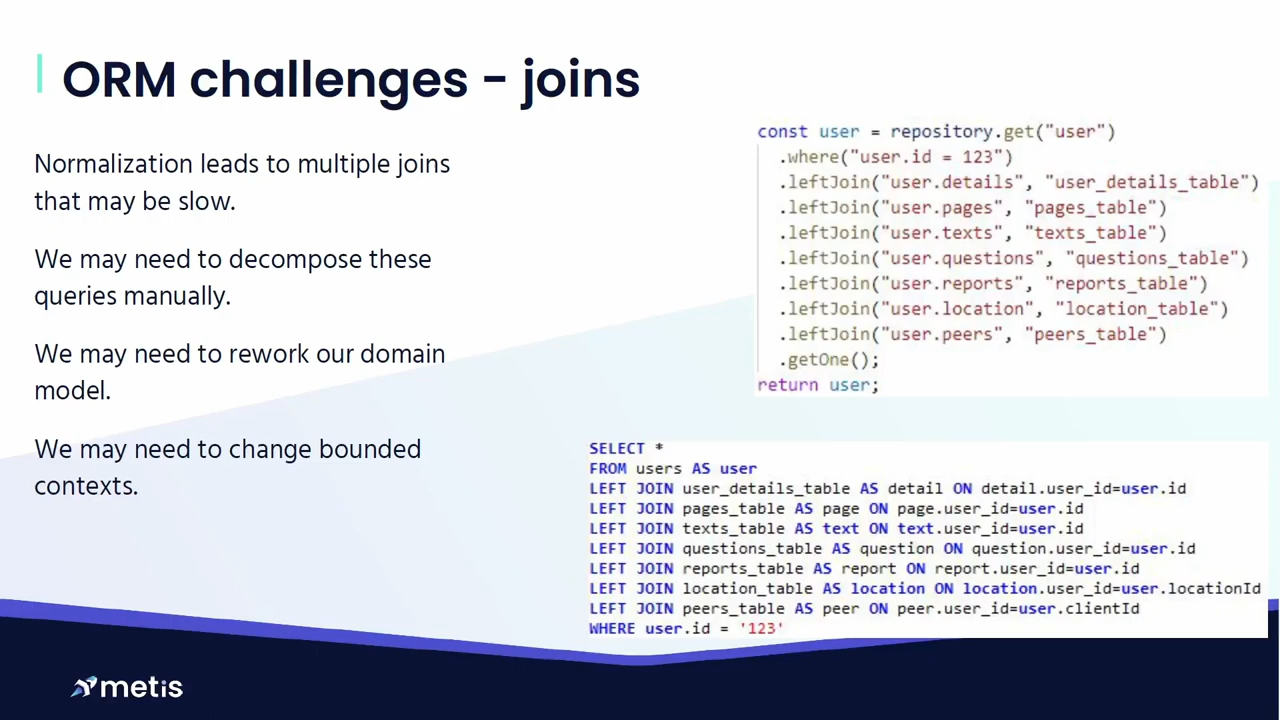 ORM challenges - joins
Normalization leads to multiple joins
that may be slow.
We may need to decompose these
queries manually.
We may need to rework our domain
model.
We may need to change bounded
contexts.
const user = repository.get("user")
.where("user.id = 123")
.leftJoin("user.details", "user_details_table")
.leftJoin("user.pages", "pages_table")
.leftJoin("user.texts", "texts_table")
.leftJoin("user.questions", "questions_table")
.leftJoin("user.reports", "reports_table")
.leftJoin("user.location", "location_table")
.leftJoin("user.peers", "peers_table")
.getOne();
return user;
SELECT *
FROM users AS user
LEFT JOIN user_details_table AS detail ON detail.user_id=user.id
LEFT JOIN pages_table AS page ON page.user_id=user.id
LEFT JOIN texts_table AS text ON text.user_id=user.id
LEFT JOIN questions_table AS question ON question.user_id=user.id
LEFT JOIN reports_table AS report ON report.user_id=user.id
LEFT JOIN location_table AS location ON location.user_id=user.locationId
LEFT JOIN peers_table AS peer ON peer.user_id=user.clientId
WHERE user.id = '123'
metis